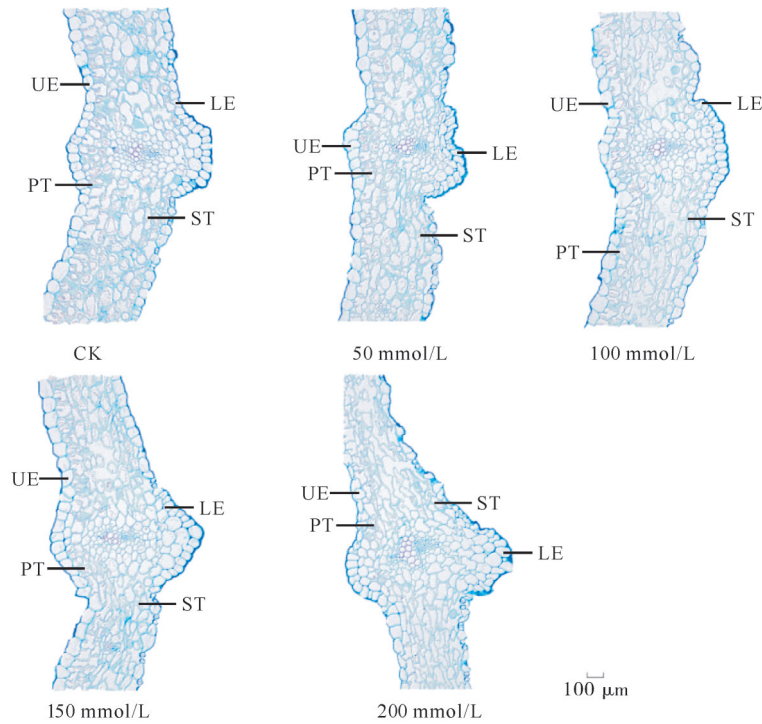 UE
LE
PT
ST
CK
UE
LE
PT
ST
50 mmol/L
UE
LE
ST
PT
100 mmol/L
UE
LE
PT
ST
150 mmol/L
UE
ST
PT
LE
200 mmol/L
100 μm